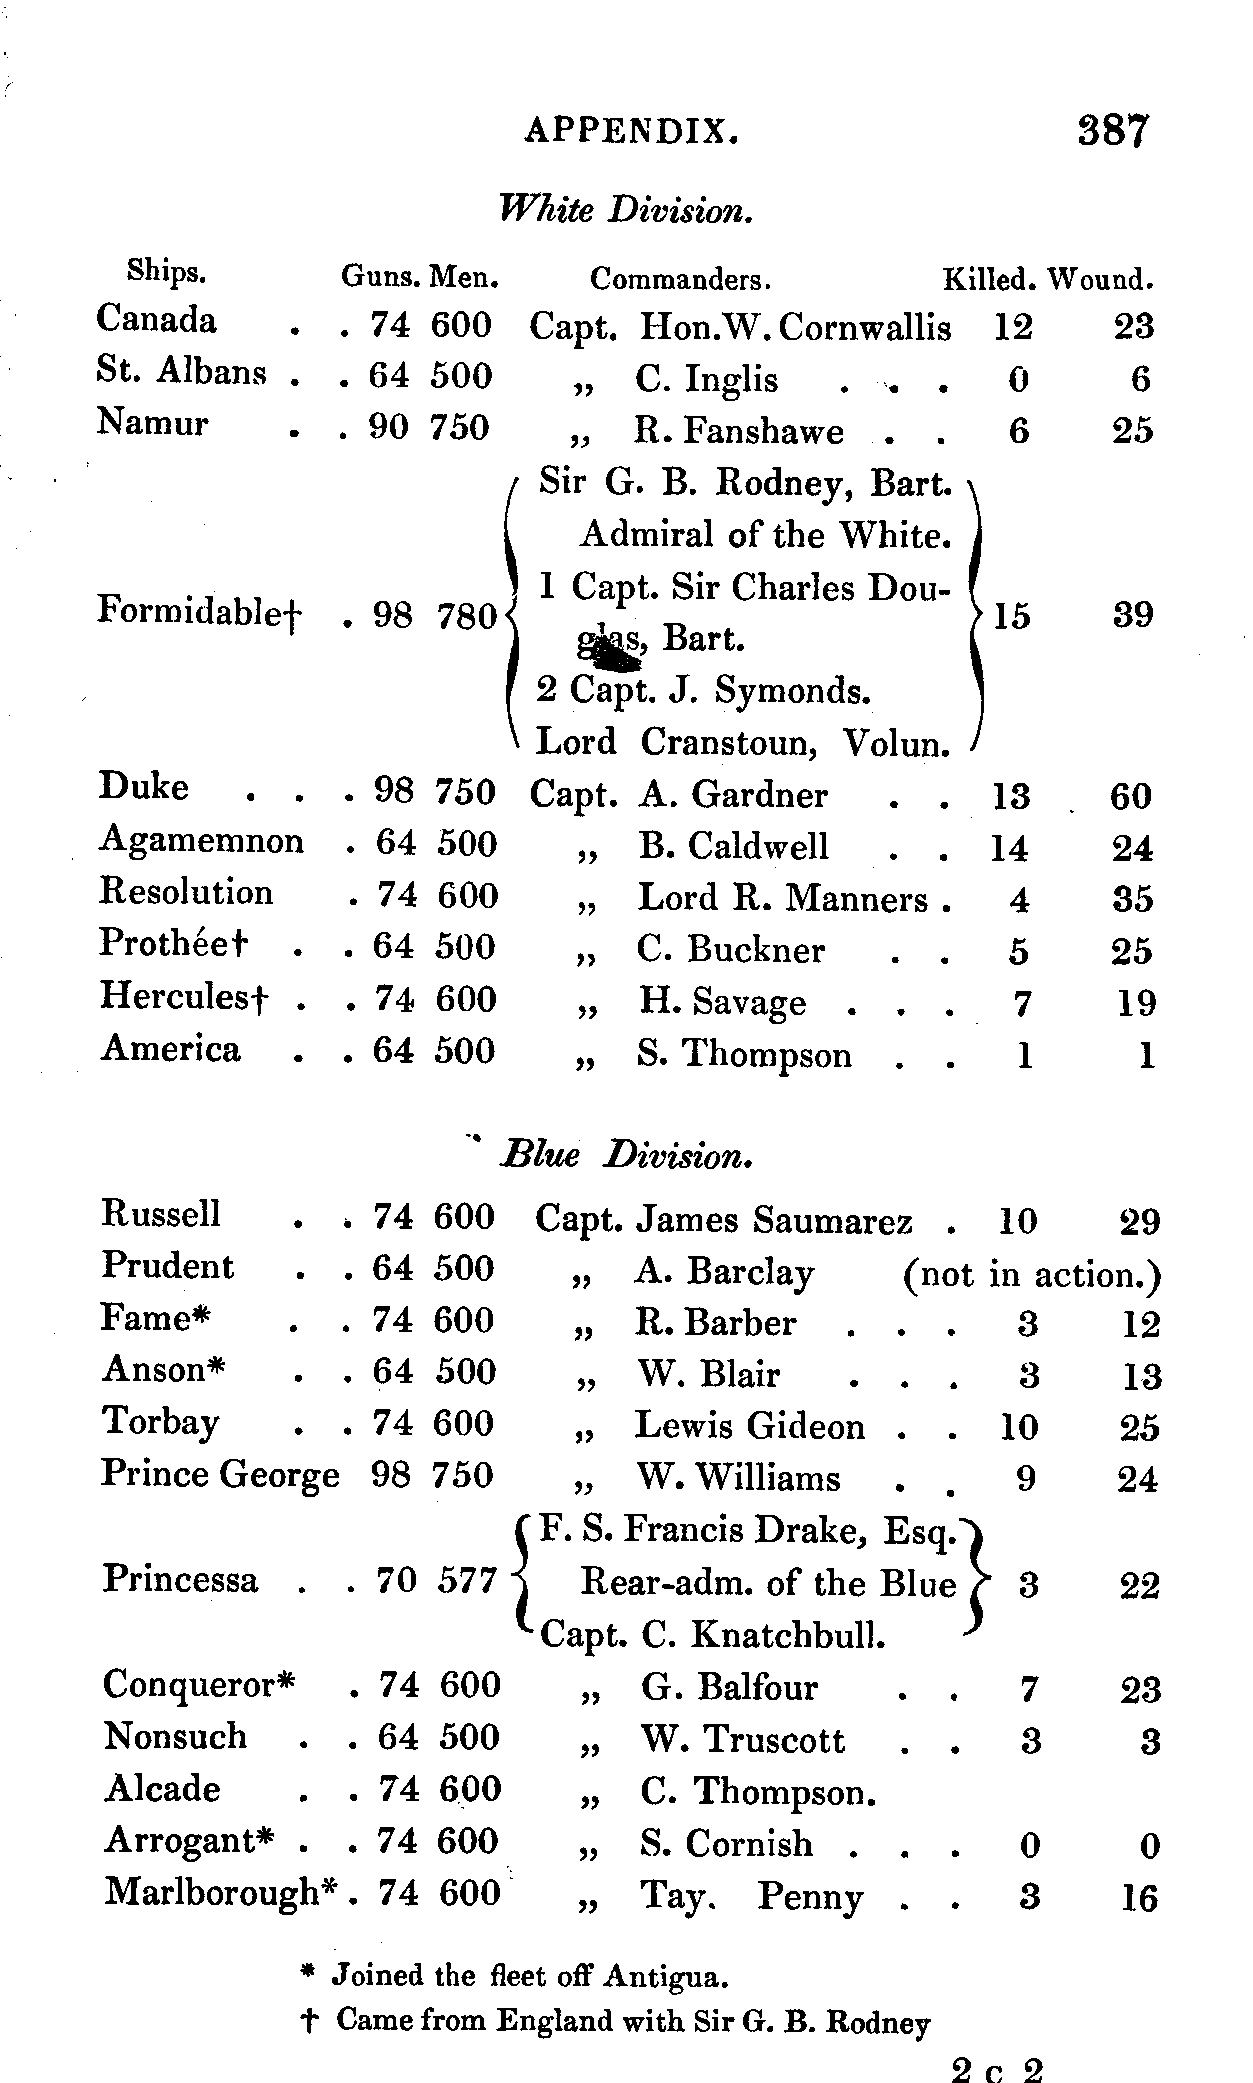 APPENDIX. 387
White Division.
Ships. Guns. Men. Commanders. Killed. Wound.
Canada . . 74 600 Capt. Hon. W. Cornwallis 12 23
St. Albans . . 64 500 „ C. Inglis . . . 0 6
Namur . . 90 750 „ R. Fanshawe . . 6 25
Sir G. B. Rodney, Bart.
Admiral of the White.
1 Capt. Sir Charles Dou-
Formidable† . 98 780 15 39
glas, Bart.
2 Capt. J. Symonds.
Lord Cranstoun, Volun.
Duke . . . 98 750 Capt. A. Gardner . . 13 60
Agamemnon . 64 500 „ B. Caldwell . . 14 24
Resolution . 74 600 „ Lord R. Manners . 4 35
Prothée† . . 64 500 „ C. Buckner . . 5 25
Hercules† . . 74 600 „ H. Savage . . . 7 19
America . . 64 500 „ S. Thompson . . 1 1
Blue Division.
Russell . . 74 600 Capt. James Saumarez . 10 29
Prudent . . 64 500 „ A. Barclay (not in action.)
Fame* . . 74 600 „ R. Barber . . . 3 12
Anson* . . 64 500 „ W. Blair . . . 3 13
Torbay . . 74 600 „ Lewis Gideon . . 10 25
Prince George 98 750 „ W. Williams . . 9 24
F. S. Francis Drake, Esq.
Princessa . . 70 577 Rear-adm. of the Blue 3 22
Capt. C. Knatchbull.
Conqueror* . 74 600 „ G. Balfour . . 7 23
Nonsuch . . 64 500 „ W. Truscott . . 3 3
Alcade . . 74 600 „ C. Thompson.
Arrogant* . . 74 600 „ S. Cornish . . . 0 0
Marlborough* . 74 600 „ Tay. Penny . . 3 16
* Joined the fleet off Antigua.
† Came from England with Sir G. B. Rodney
2 c 2